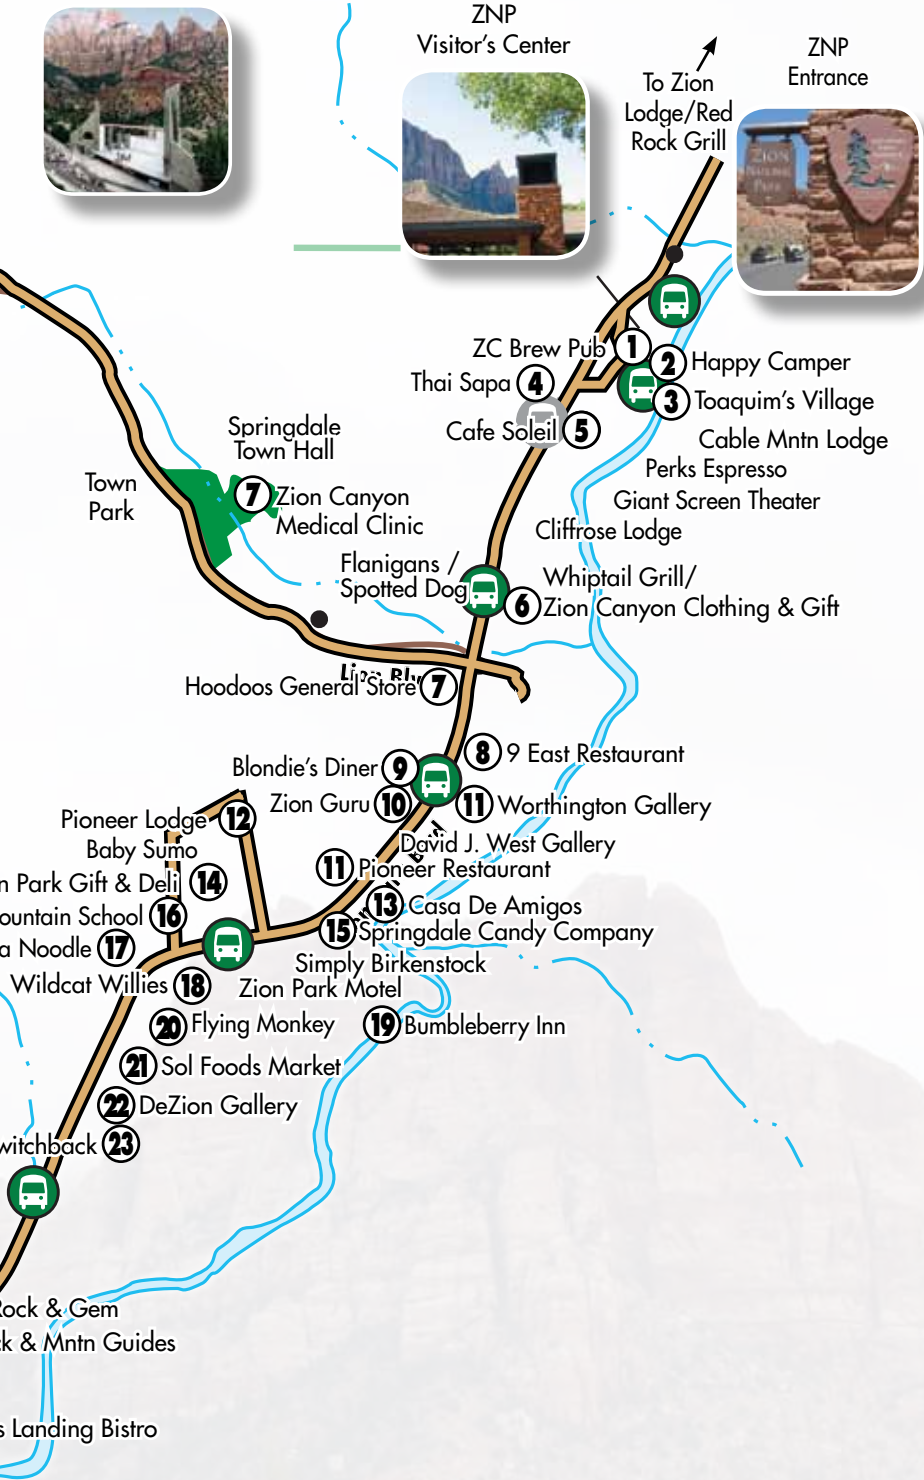 ZNP
Visitor's Center
ZNP
Entrance
To Zion
Lodge/Red
Rock Grill
ZION
NATIONAL
PARK
ZC Brew Pub 1
2 Happy Camper
Thai Sapa 4
3 Toaquim's Village
Cafe Soleil 5
Cable Mntn Lodge
Perks Espresso
Giant Screen Theater
Cliffrose Lodge
Springdale
Town Hall
Town
Park
7 Zion Canyon
Medical Clinic
Flanigans /
Spotted Dog
Whiptail Grill/
6 Zion Canyon Clothing & Gift
Lion Blv
Hoodoos General Store 7
8 9 East Restaurant
Blondie's Diner 9
Zion Guru 10
11 Worthington Gallery
Pioneer Lodge 12
Baby Sumo
David J. West Gallery
11 Pioneer Restaurant
n Park Gift & Deli 14
13 Casa De Amigos
ountain School 16
15 Springdale Candy Company
a Noodle 17
Simply Birkenstock
Wildcat Willies 18
Zion Park Motel
20 Flying Monkey
19 Bumbleberry Inn
21 Sol Foods Market
22 DeZion Gallery
witchback 23
Rock & Gem
ck & Mntn Guides
s Landing Bistro